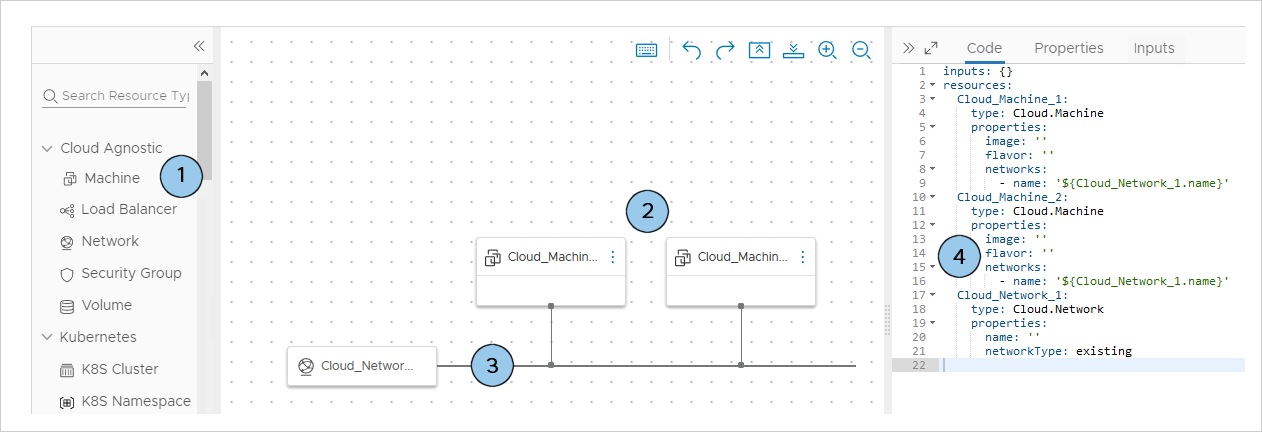 Search Resource Typ
Cloud Agnostic
Machine
1
Load Balancer
Network
Security Group
Volume
Kubernetes
K8S Cluster
K8S Namespace
2
Cloud_Machin...
Cloud_Machin...
Cloud_Networ...
3
Code Properties Inputs
1 inputs: {}
2 resources:
3 Cloud_Machine_1:
4 type: Cloud.Machine
5 properties:
6 image: ''
7 flavor: ''
8 networks:
9 - name: '${Cloud_Network_1.name}'
10 Cloud_Machine_2:
11 type: Cloud.Machine
12 properties:
13 image: ''
14 flavor: ''
15 networks:
16 - name: '${Cloud_Network_1.name}'
17 Cloud_Network_1:
18 type: Cloud.Network
19 properties:
20 name: ''
21 networkType: existing
22
4